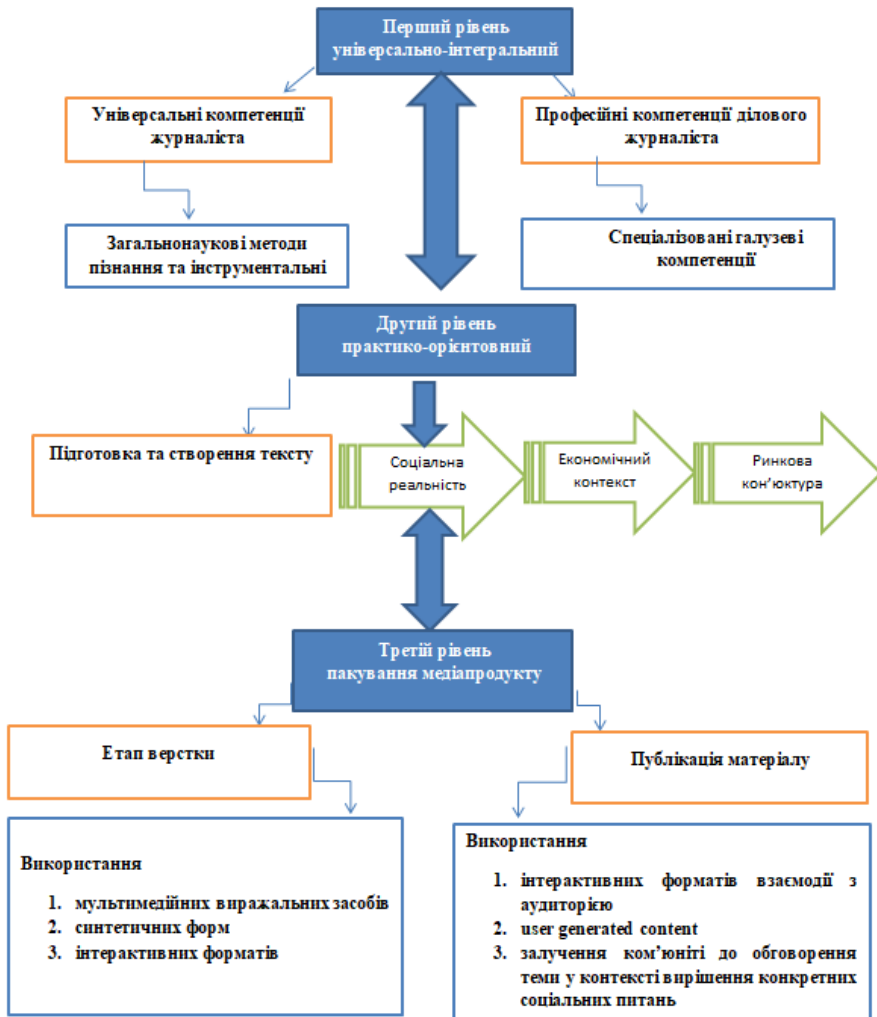 Перший рівень
універсально-інтегральний
Універсальні компетенції
журналіста
Професійні компетенції ділового
журналіста
Загальнонаукові методи
пізнання та інструментальні
Спеціалізовані галузеві
компетенції
Другий рівень
практико-орієнтовний
Підготовка та створення тексту
Соціальна
реальність
Економічний
контекст
Ринкова
кон’юктура
Третій рівень
пакування медіапродукту
Етап верстки
Публікація матеріалу
Використання
1. мультимедійних виражальних засобів
2. синтетичних форм
3. інтерактивних форматів
Використання
1. інтерактивних форматів взаємодії з
аудиторією
2. user generated content
3. залучення ком’юніті до обговорення
теми у контексті вирішення конкретних
соціальних питань